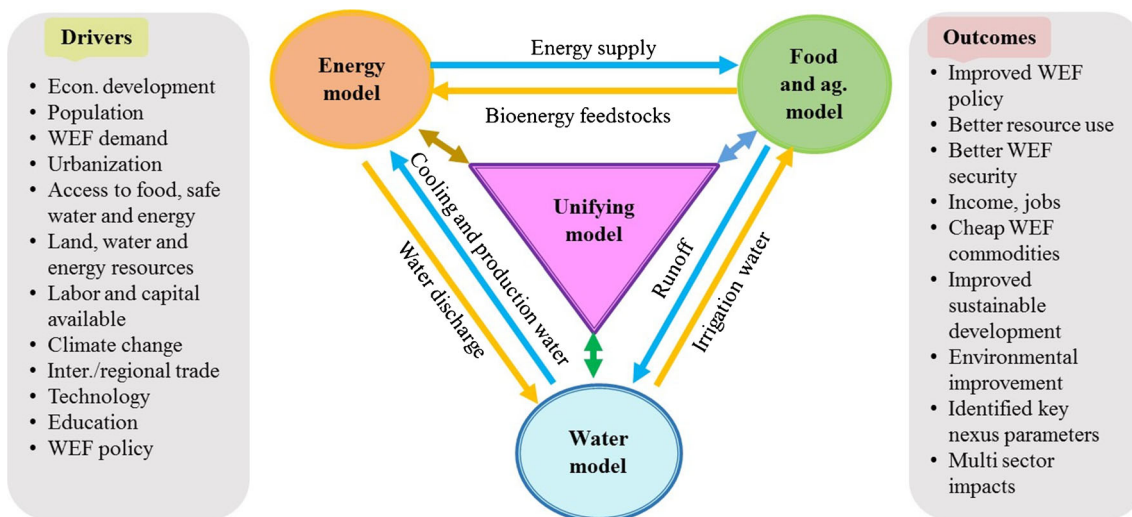 Drivers
• Econ. development
• Population
• WEF demand
• Urbanization
• Access to food, safe
water and energy
• Land, water and
energy resources
• Labor and capital
available
• Climate change
• Inter./regional trade
• Technology
• Education
• WEF policy
Energy
model
Energy supply
Bioenergy feedstocks
Food
and ag.
model
Unifying
model
Cooling and production water
Water discharge
Runoff
Irrigation water
Water
model
Outcomes
• Improved WEF
policy
• Better resource use
• Better WEF
security
• Income, jobs
• Cheap WEF
commodities
• Improved
sustainable
development
• Environmental
improvement
• Identified key
nexus parameters
• Multi sector
impacts